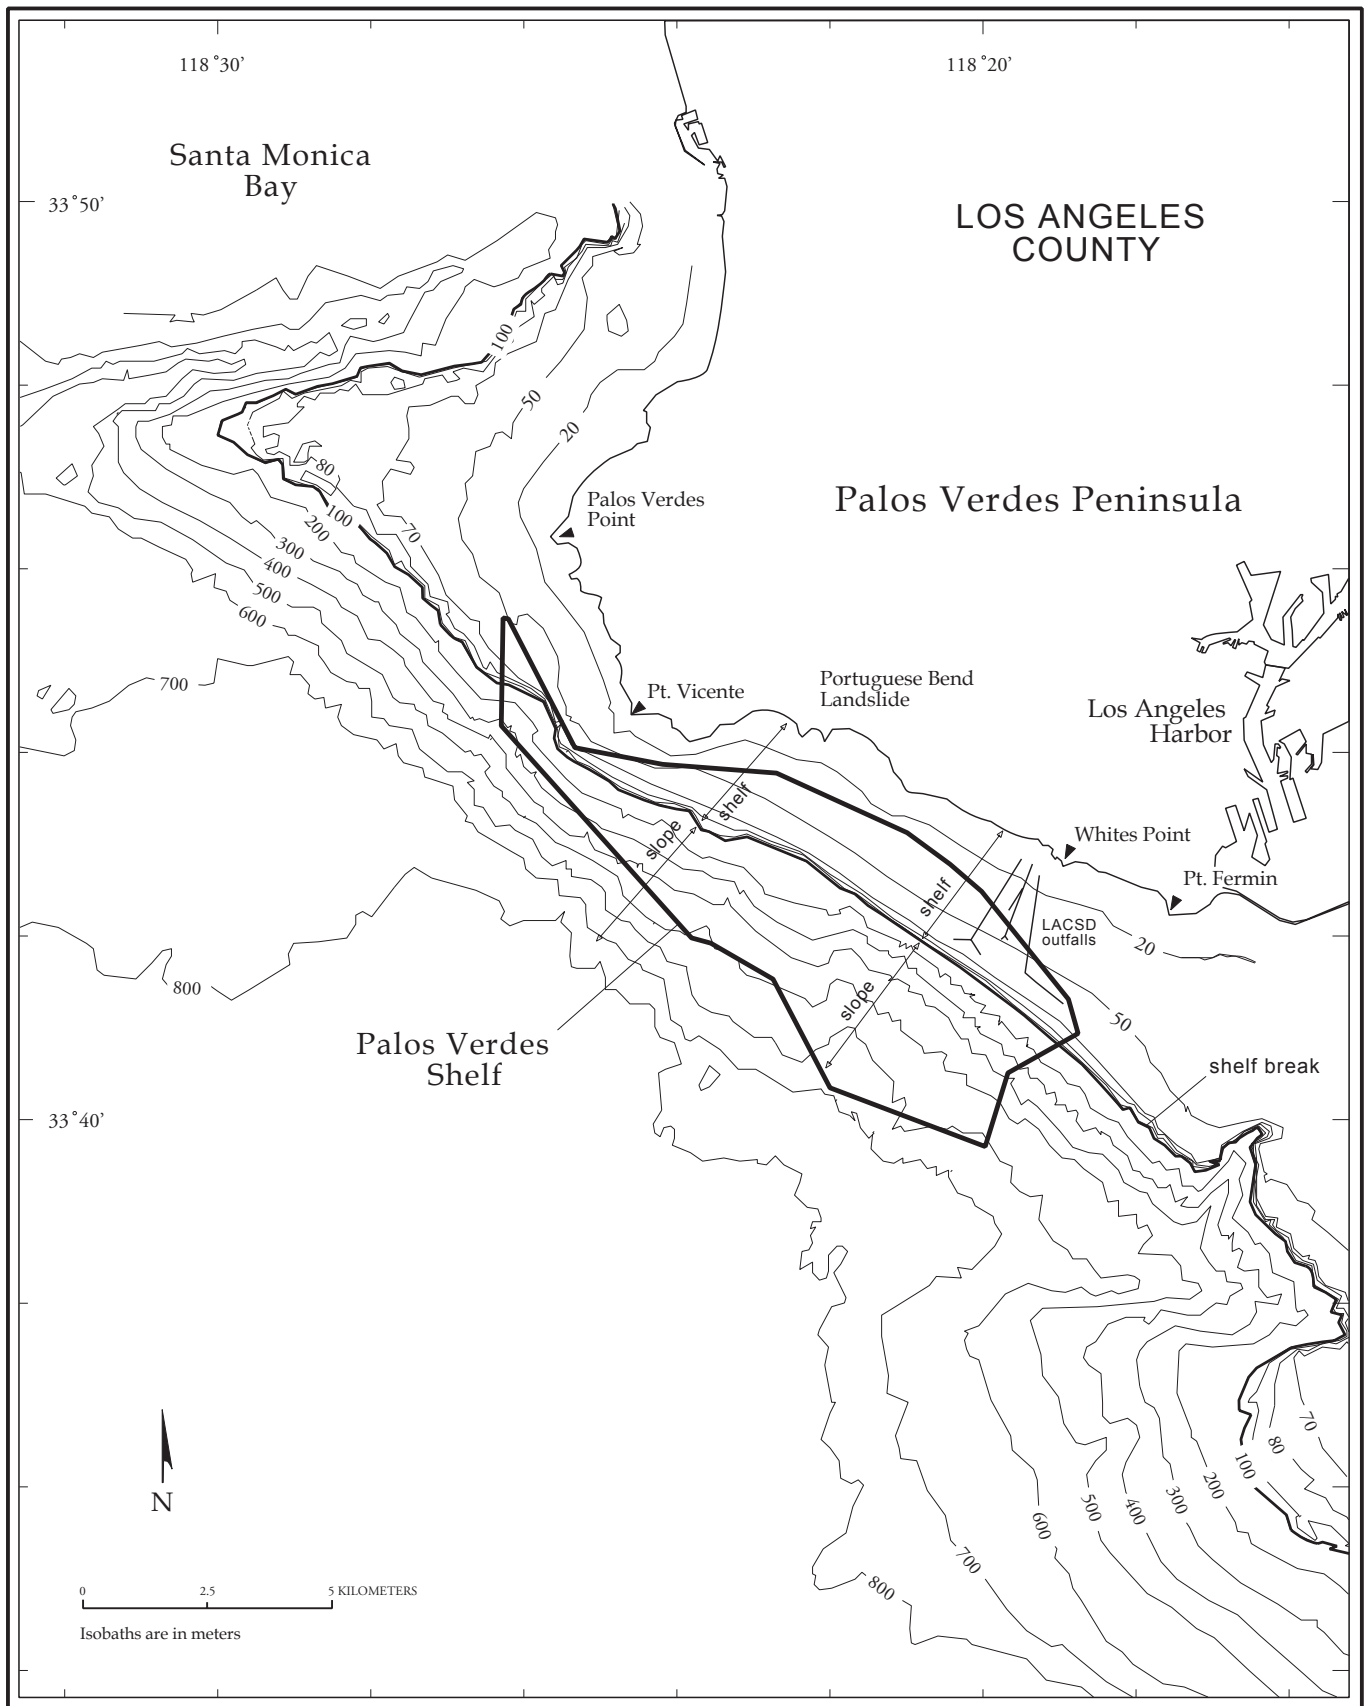 118°30'
118°20'
Santa Monica
Bay
33°50'
LOS ANGELES
COUNTY
100
50
20
80
Palos Verdes
Point
Palos Verdes Peninsula
100
200
70
300
400
500
600
700
Pt. Vicente
Portuguese Bend
Landslide
Los Angeles
Harbor
shelf
slope
Whites Point
shelf
Pt. Fermin
LACSD
outfalls
20
800
slope
50
Palos Verdes
Shelf
shelf break
33°40'
70
80
100
200
300
400
500
600
700
800
N
0 2.5 5 KILOMETERS
Isobaths are in meters